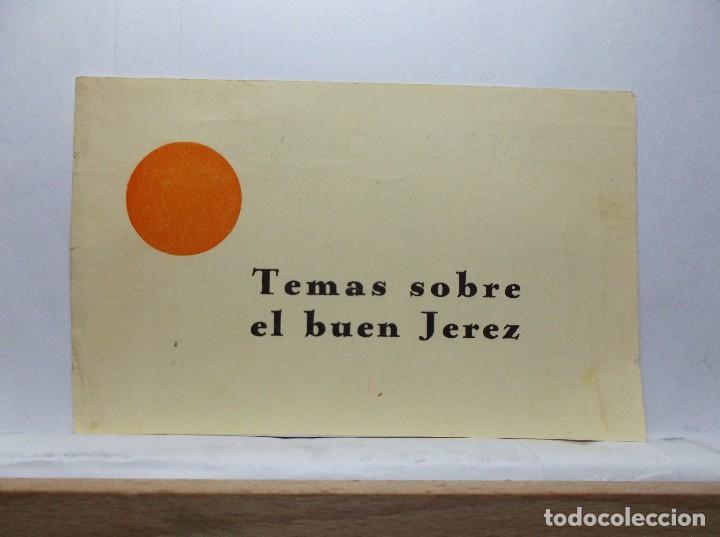 Temas sobre
el buen Jerez
todocoleccion